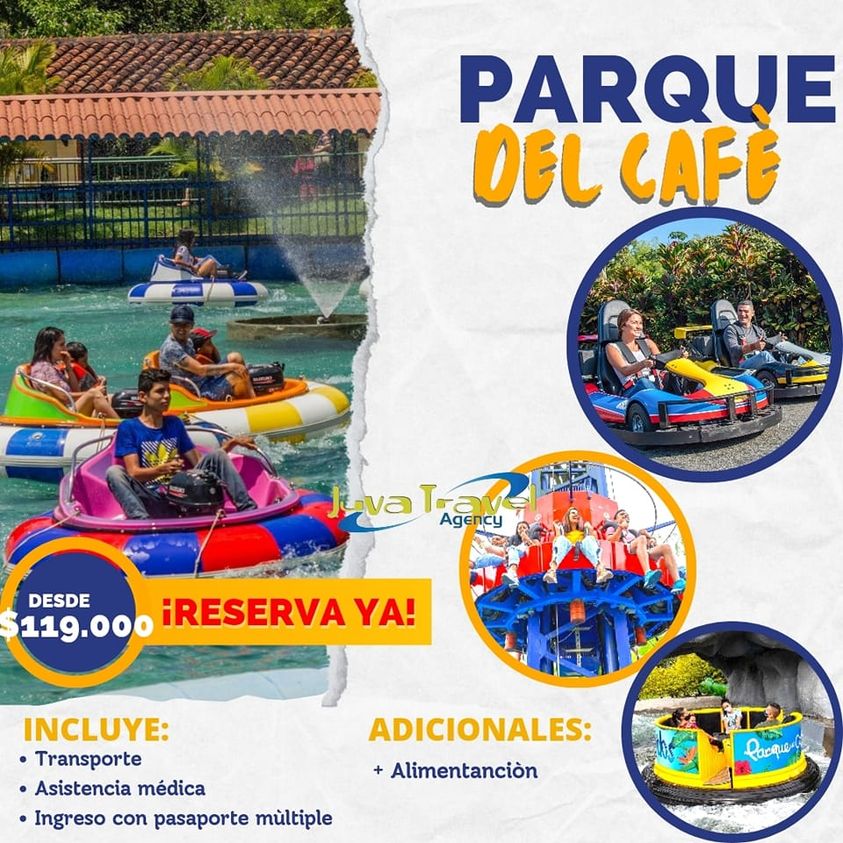 PARQUE
DEL CAFÈ
Juva Travel
Agency
DESDE
$119.000
¡RESERVA YA!
INCLUYE:
• Transporte
• Asistencia médica
• Ingreso con pasaporte mùltiple
ADICIONALES:
+ Alimentanciòn
Parque